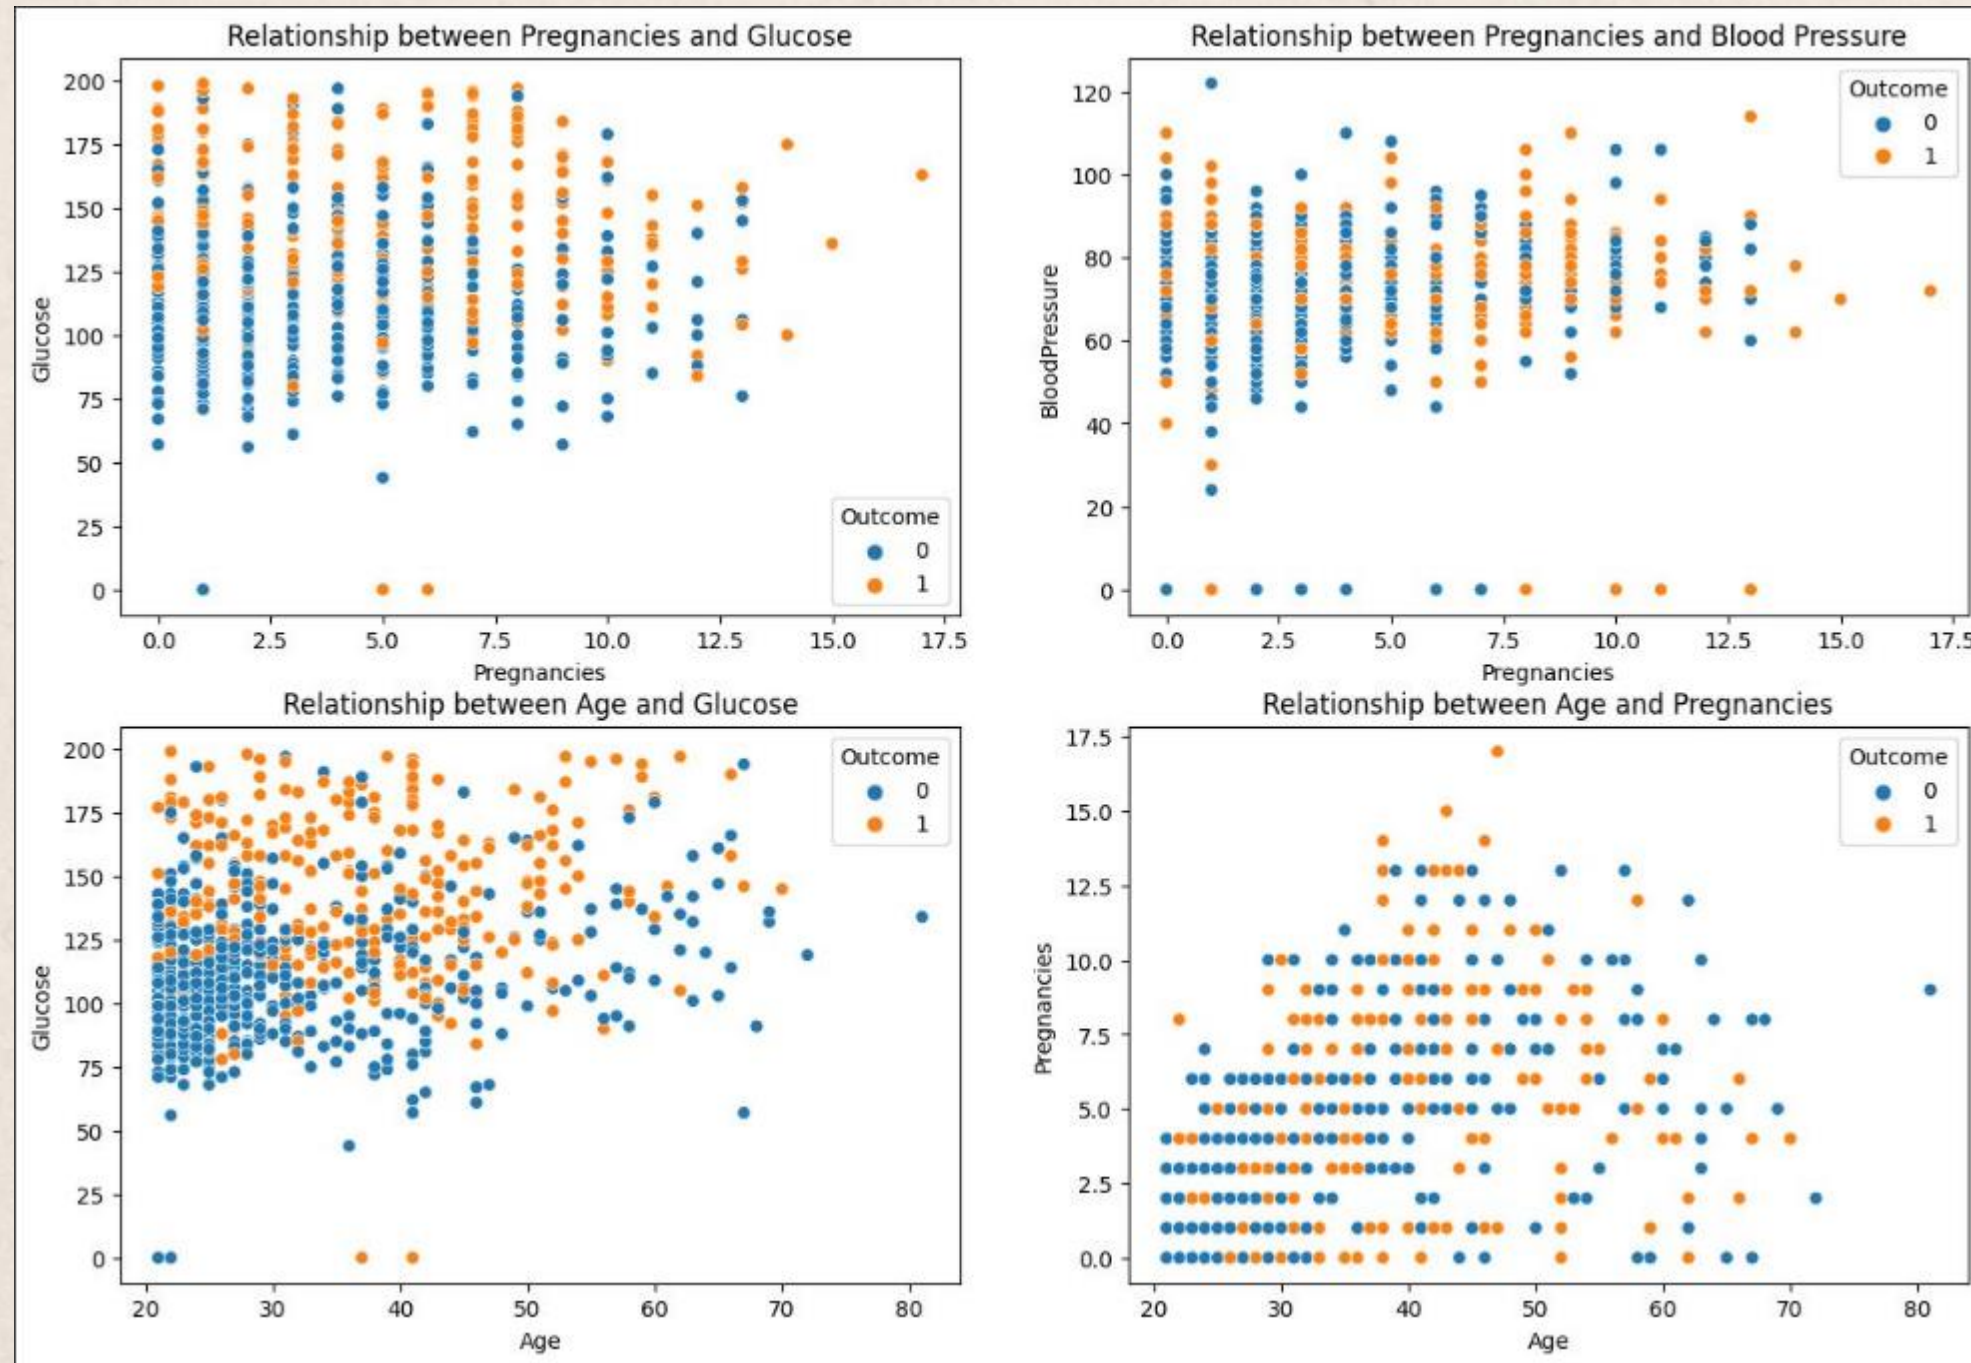 Relationship between Pregnancies and Glucose
200
175
150
125
100
75
50
25
0
Glucose
0.0 2.5 5.0 7.5 10.0 12.5 15.0 17.5
Pregnancies
Outcome
0
1
Relationship between Pregnancies and Blood Pressure
120
100
80
60
40
20
0
BloodPressure
0.0 2.5 5.0 7.5 10.0 12.5 15.0 17.5
Pregnancies
Outcome
0
1
Relationship between Age and Glucose
200
175
150
125
100
75
50
25
0
Glucose
20 30 40 50 60 70 80
Age
Outcome
0
1
Relationship between Age and Pregnancies
17.5
15.0
12.5
10.0
7.5
5.0
2.5
0.0
Pregnancies
20 30 40 50 60 70 80
Age
Outcome
0
1